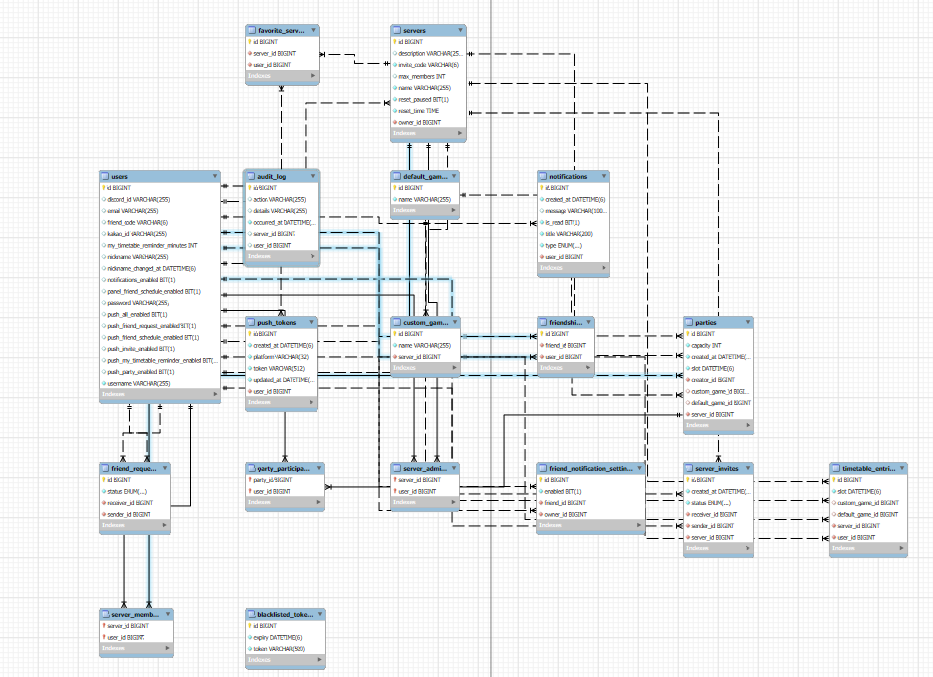 favorite_serv...
id BIGINT
server_id BIGINT
user_id BIGINT
Indexes
servers
id BIGINT
description VARCHAR(25...
invite_code VARCHAR(6)
max_members INT
name VARCHAR(255)
reset_paused BIT(1)
reset_time TIME
owner_id BIGINT
Indexes
users
id BIGINT
discord_id VARCHAR(255)
email VARCHAR(255)
friend_code VARCHAR(6)
kakao_id VARCHAR(255)
my_timetable_reminder_minutes INT
nickname VARCHAR(255)
nickname_changed_at DATETIME(6)
notifications_enabled BIT(1)
panel_friend_schedule_enabled BIT(1)
password VARCHAR(255)
push_all_enabled BIT(1)
push_friend_request_enabled BIT(1)
push_friend_schedule_enabled BIT(1)
push_invite_enabled BIT(1)
push_my_timetable_reminder_enabled BIT(...
push_party_enabled BIT(1)
username VARCHAR(255)
Indexes
audit_log
id BIGINT
action VARCHAR(255)
details VARCHAR(255)
occurred_at DATETIME(...
server_id BIGINT
user_id BIGINT
Indexes
default_gam...
id BIGINT
name VARCHAR(255)
Indexes
notifications
id BIGINT
created_at DATETIME(6)
message VARCHAR(100...
is_read BIT(1)
title VARCHAR(200)
type ENUM(...)
user_id BIGINT
Indexes
push_tokens
id BIGINT
created_at DATETIME(6)
platform VARCHAR(32)
token VARCHAR(512)
updated_at DATETIME(...
user_id BIGINT
Indexes
custom_gam...
id BIGINT
name VARCHAR(255)
server_id BIGINT
Indexes
friendshi...
id BIGINT
friend_id BIGINT
user_id BIGINT
Indexes
parties
id BIGINT
capacity INT
created_at DATETIME(...
slot DATETIME(6)
creator_id BIGINT
custom_game_id BIGI...
default_game_id BIGINT
server_id BIGINT
Indexes
friend_reque...
id BIGINT
status ENUM(...)
receiver_id BIGINT
sender_id BIGINT
Indexes
party_participa...
party_id BIGINT
user_id BIGINT
Indexes
server_admi...
server_id BIGINT
user_id BIGINT
Indexes
friend_notification_settin...
id BIGINT
enabled BIT(1)
friend_id BIGINT
owner_id BIGINT
Indexes
server_invites
id BIGINT
created_at DATETIME(...
status ENUM(...)
receiver_id BIGINT
sender_id BIGINT
server_id BIGINT
Indexes
timetable_entri...
id BIGINT
slot DATETIME(6)
custom_game_id BIGINT
default_game_id BIGINT
server_id BIGINT
user_id BIGINT
Indexes
server_memb...
server_id BIGINT
user_id BIGINT
Indexes
blacklisted_toke...
id BIGINT
expiry DATETIME(6)
token VARCHAR(500)
Indexes